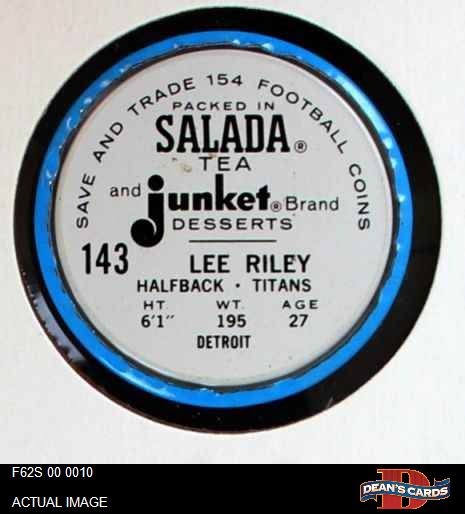 SAVE AND TRADE 154 FOOTBALL COINS
PACKED IN
SALADA®
TEA
and junket® Brand
DESSERTS
143 LEE RILEY
HALFBACK · TITANS
HT. WT. AGE
6'1" 195 27
DETROIT
F62S 00 0010
ACTUAL IMAGE
D
DEAN'S CARDS